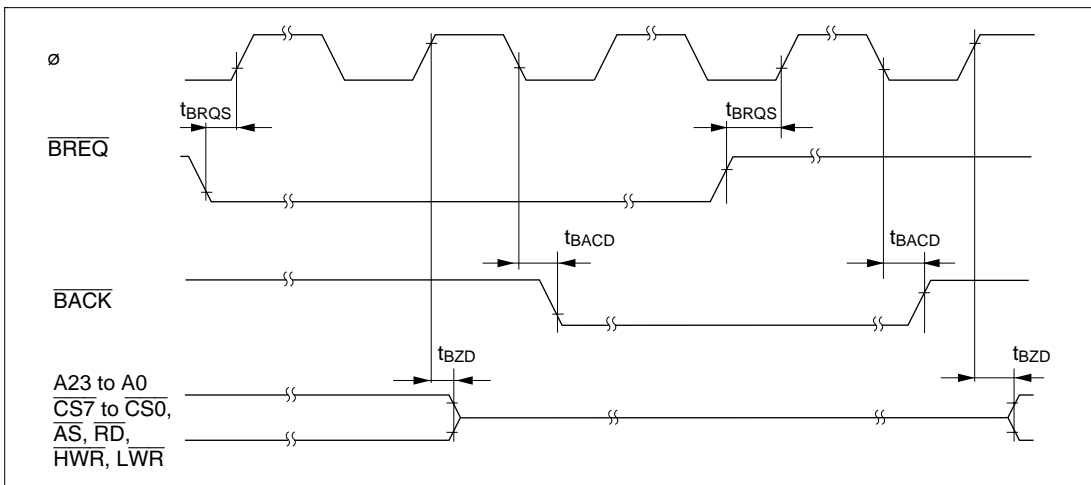 ø
tBRQS
tBRQS
BREQ
tBACD
tBACD
BACK
tBZD
tBZD
A23 to A0
CS7 to CS0,
AS, RD,
HWR, LWR